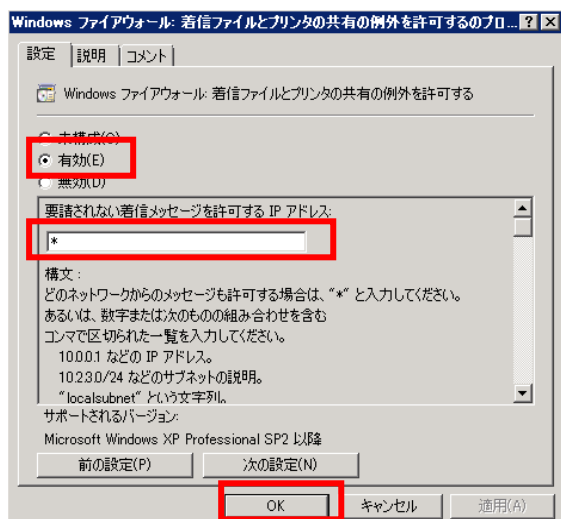 Windows ファイアウォール: 着信ファイルとプリンタの共有の例外を許可するのプロ...
設定 説明 コメント
Windows ファイアウォール: 着信ファイルとプリンタの共有の例外を許可する
未構成(C)
有効(E)
無効(D)
要請されない着信メッセージを許可する IP アドレス:
*
構文:
どのネットワークからのメッセージも許可する場合は、"*" と入力してください。
あるいは、数字または次のものの組み合わせを含む
コンマで区切られた一覧を入力してください。
10.0.0.1 などの IP アドレス。
10.2.3.0/24 などのサブネットの説明。
"localsubnet" という文字列。
サポートされるバージョン:
Microsoft Windows XP Professional SP2 以降
前の設定(P) 次の設定(N)
OK キャンセル 適用(A)